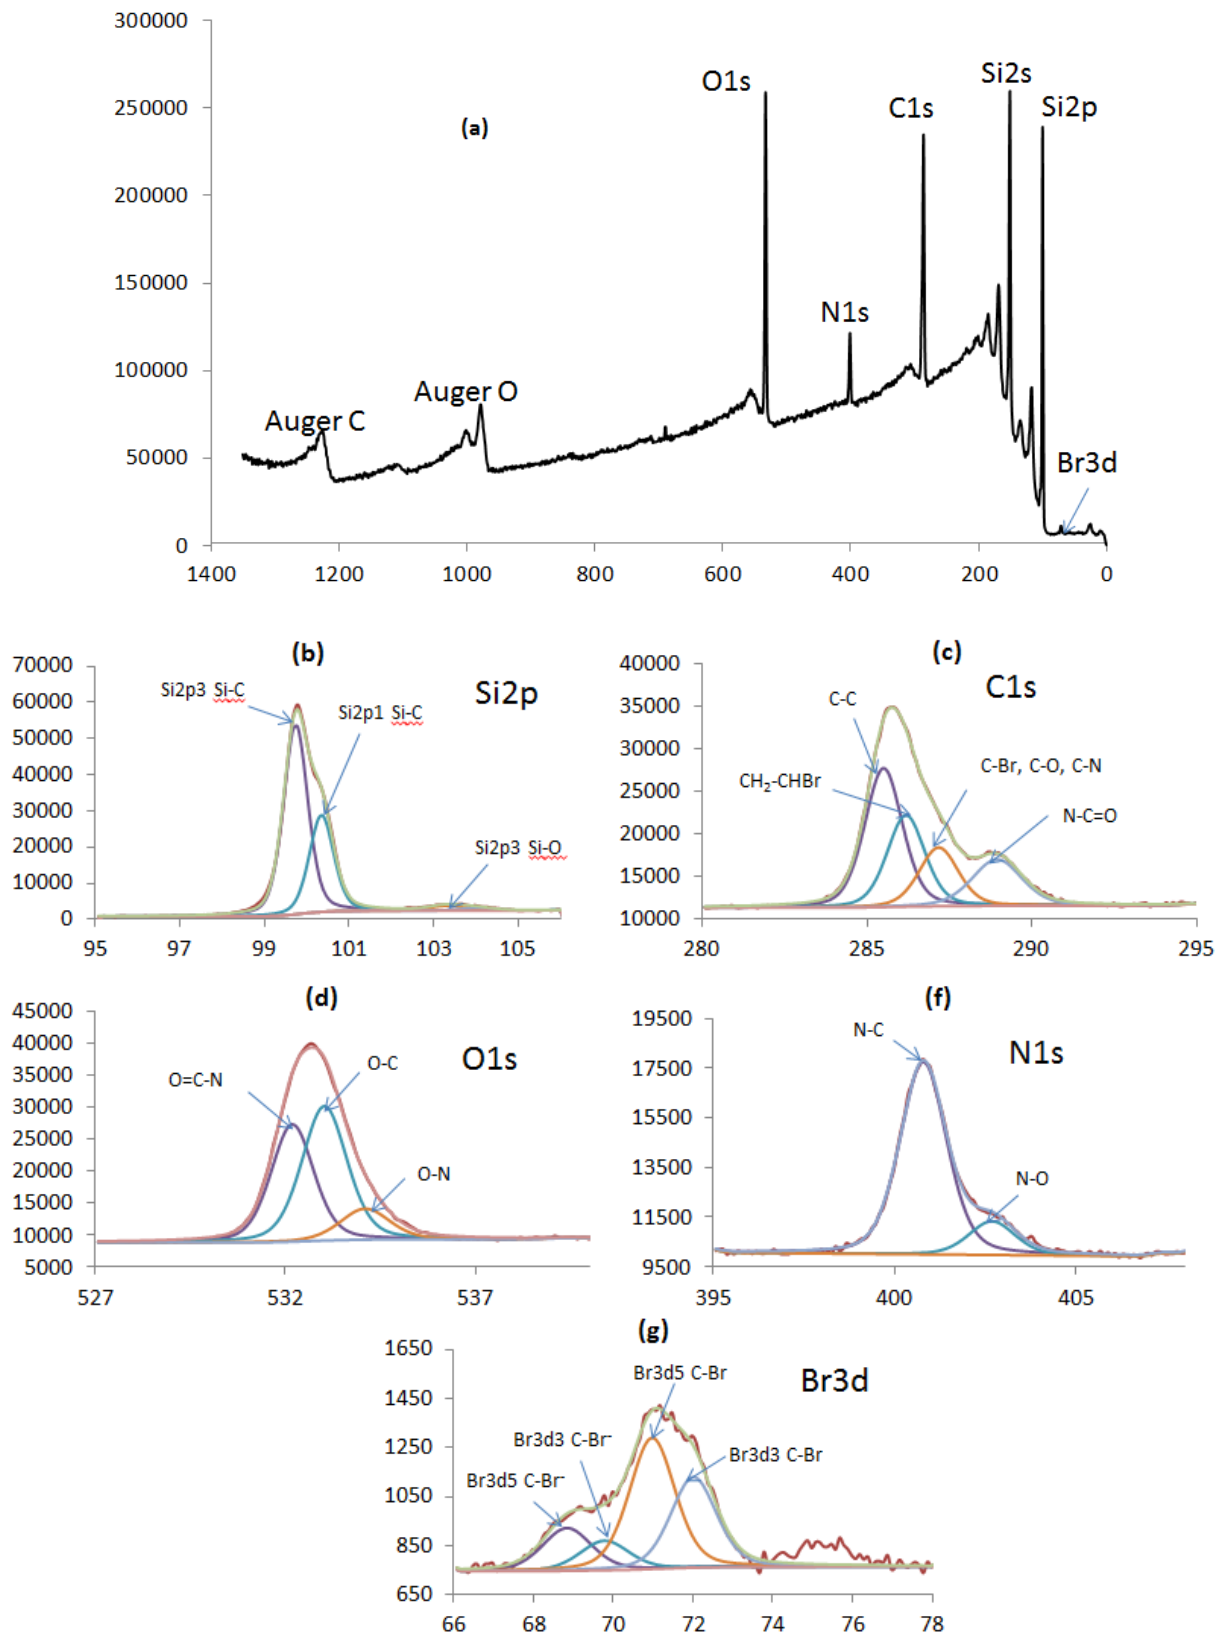 300000
250000
200000
150000
100000
50000
0
(a)
O1s
N1s
C1s
Si2s
Si2p
Auger C
Auger O
Br3d
1400 1200 1000 800 600 400 200 0
(b)
Si2p
70000
60000
50000
40000
30000
20000
10000
0
Si2p3 Si-C
Si2p1 Si-C
Si2p3 Si-O
95 97 99 101 103 105
(c)
C1s
40000
35000
30000
25000
20000
15000
10000
C-C
CH₂-CHBr
C-Br, C-O, C-N
N-C=O
280 285 290 295
(d)
O1s
45000
40000
35000
30000
25000
20000
15000
10000
5000
O=C-N
O-C
O-N
527 532 537
(f)
N1s
19500
17500
15500
13500
11500
9500
N-C
N-O
395 400 405
(g)
Br3d
1650
1450
1250
1050
850
650
Br3d5 C-Br
Br3d3 C-Br⁻
Br3d3 C-Br
Br3d5 C-Br⁻
66 68 70 72 74 76 78